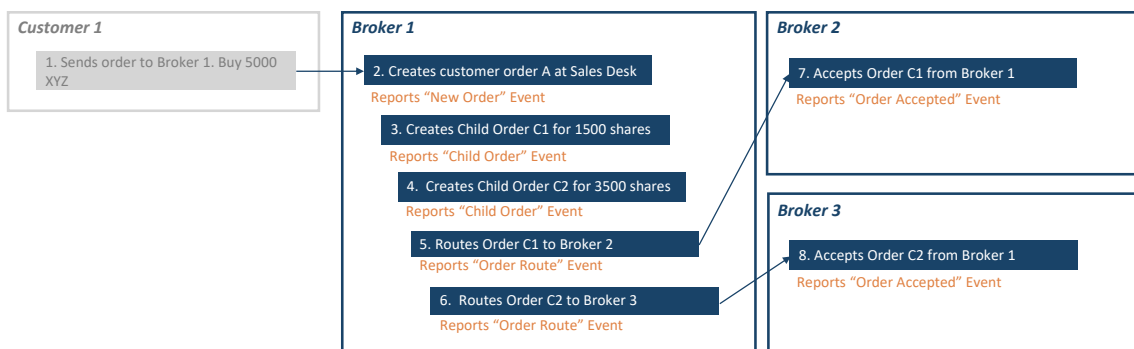 Customer 1
1. Sends order to Broker 1. Buy 5000
XYZ
Broker 1
2. Creates customer order A at Sales Desk
Reports “New Order” Event
3. Creates Child Order C1 for 1500 shares
Reports “Child Order” Event
4. Creates Child Order C2 for 3500 shares
Reports “Child Order” Event
5. Routes Order C1 to Broker 2
Reports “Order Route” Event
6. Routes Order C2 to Broker 3
Reports “Order Route” Event
Broker 2
7. Accepts Order C1 from Broker 1
Reports “Order Accepted” Event
Broker 3
8. Accepts Order C2 from Broker 1
Reports “Order Accepted” Event